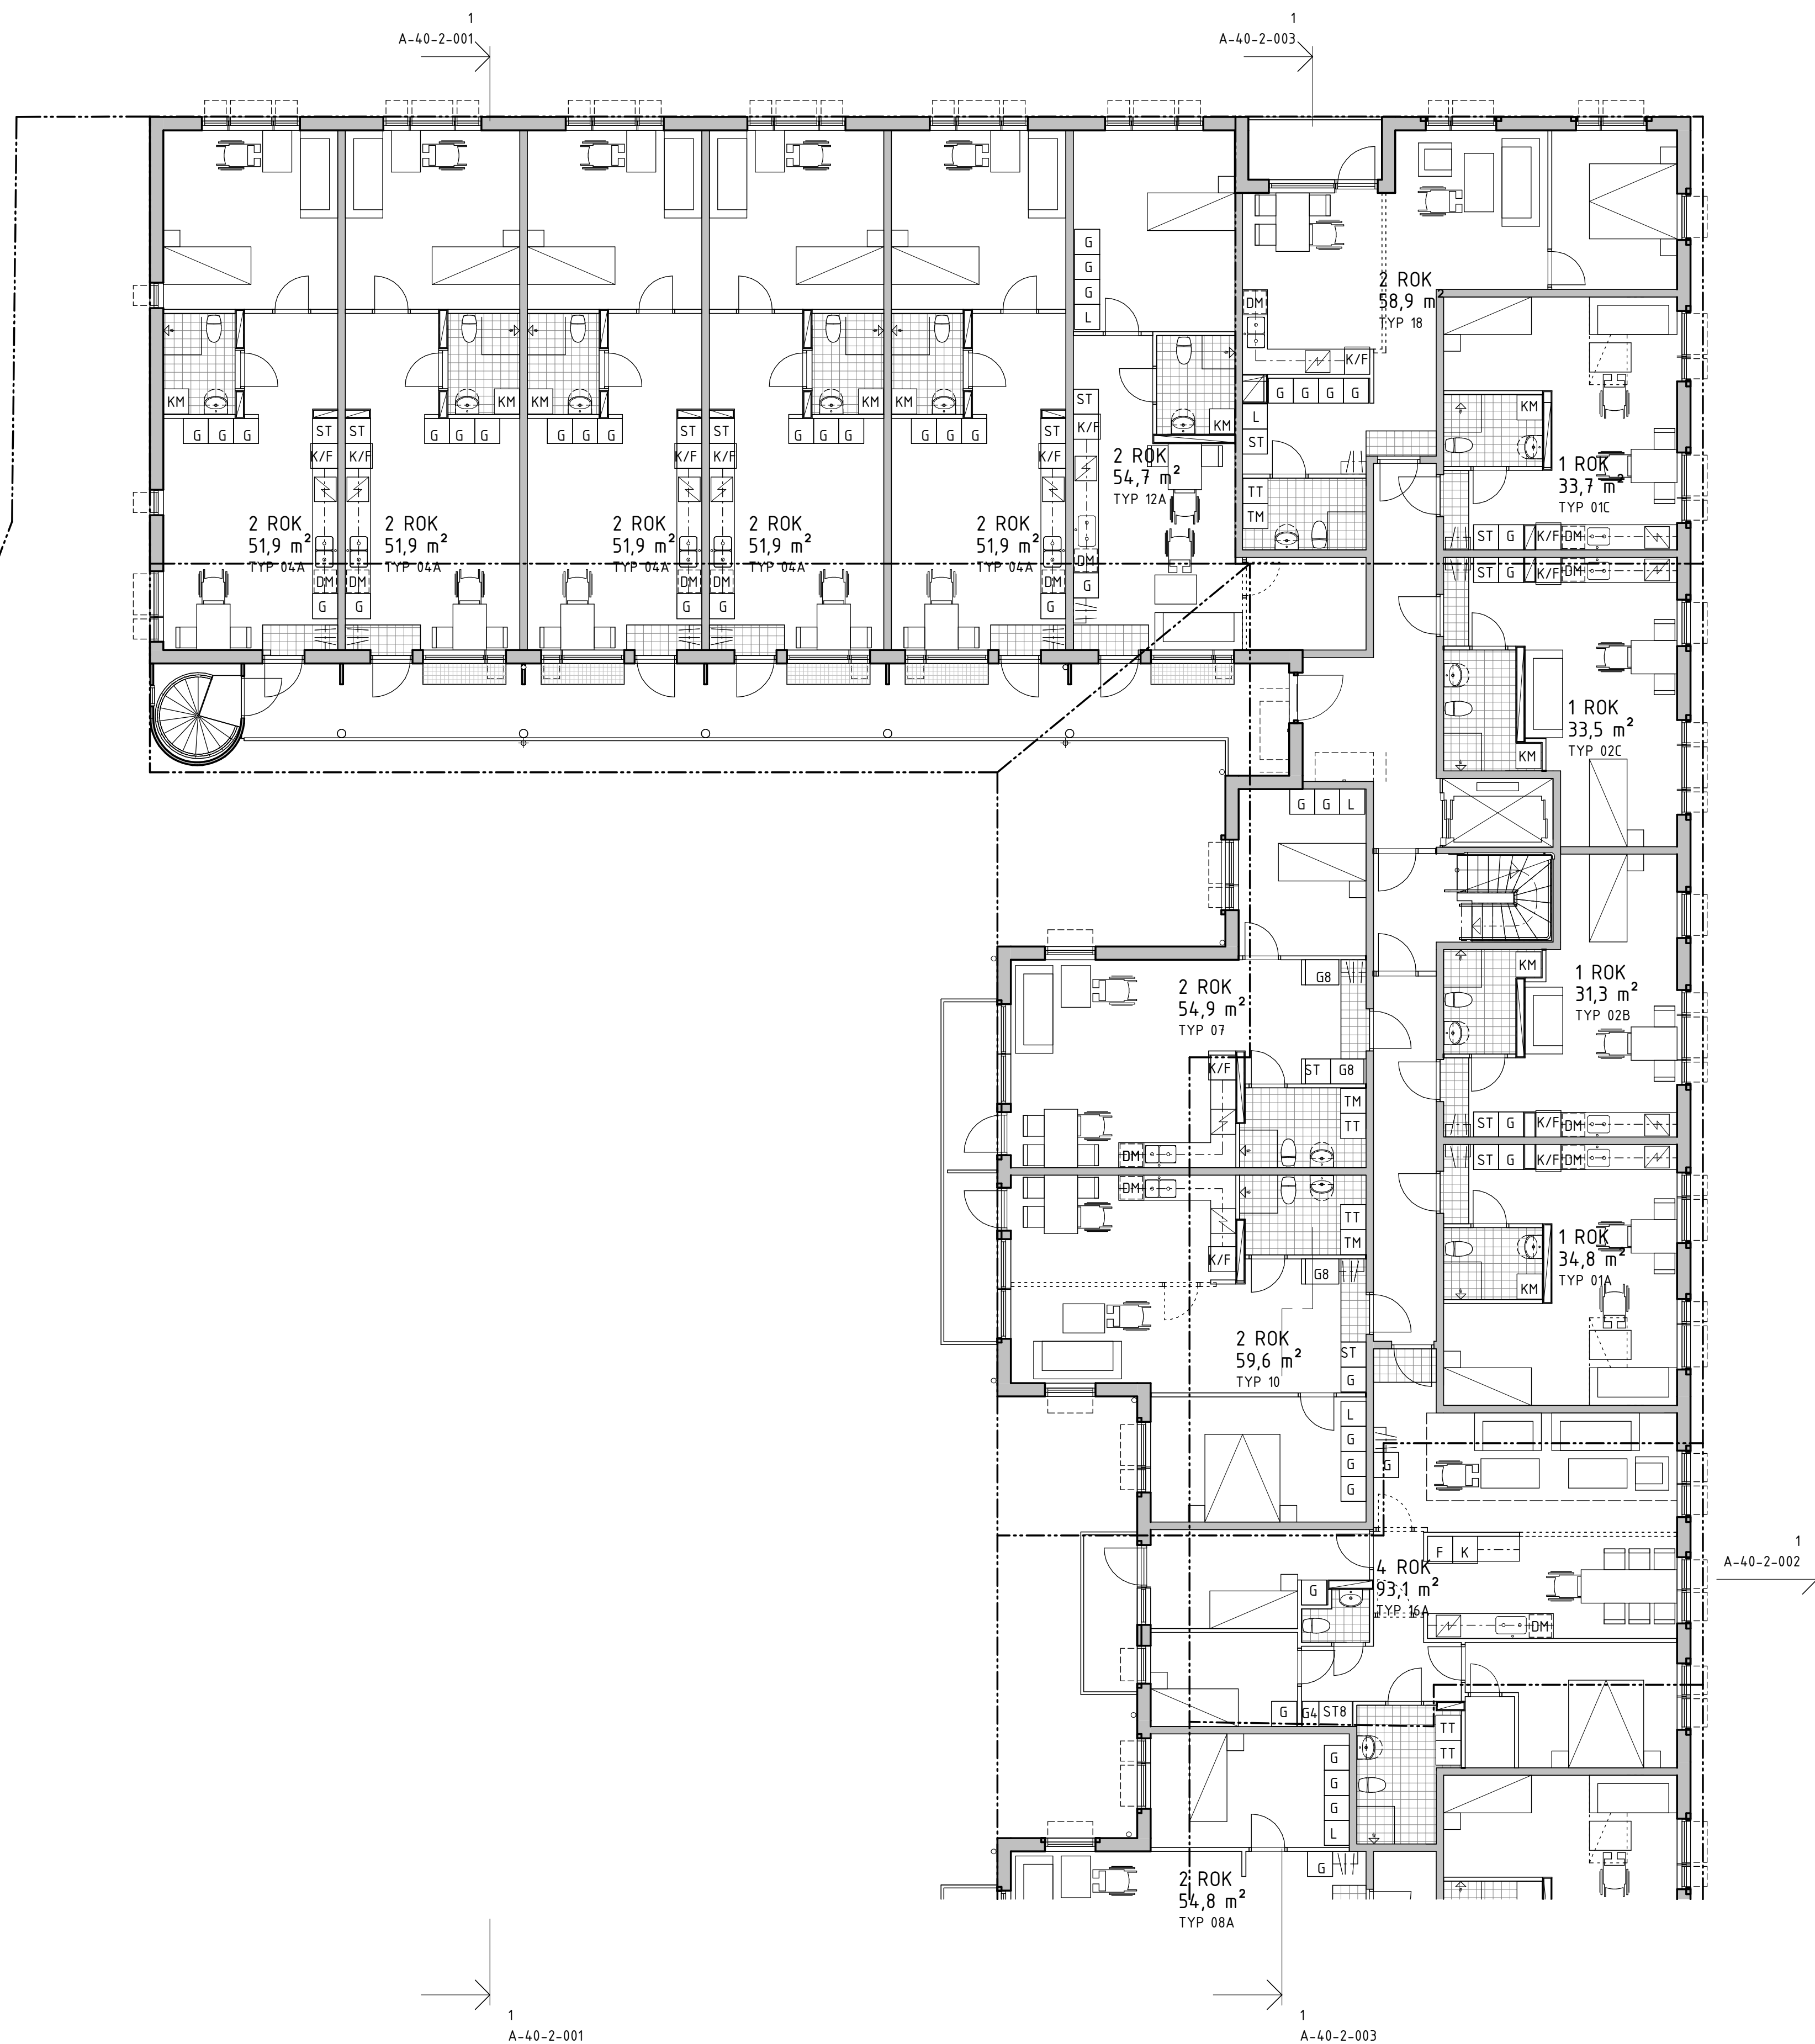 1
A-40-2-001
1
A-40-2-003
G
G
G
L
2 ROK
58,9 m²
TYP 18
DM
K/F
G G G G
L
ST
TT
TM
KM
KM
KM
KM
KM
KM
G G G
G G G
G G G
G G G
G G G
ST
K/F
DM
G
ST
K/F
DM
G
ST
K/F
DM
G
ST
K/F
DM
G
ST
K/F
DM
G
ST
K/F
DM
G
2 ROK
51,9 m²
TYP 04A
2 ROK
51,9 m²
TYP 04A
2 ROK
51,9 m²
TYP 04A
2 ROK
51,9 m²
TYP 04A
2 ROK
51,9 m²
TYP 04A
2 ROK
54,7 m²
TYP 12A
KM
1 ROK
33,7 m²
TYP 01C
ST G K/F DM
ST G K/F DM
1 ROK
33,5 m²
TYP 02C
KM
G G L
KM
1 ROK
31,3 m²
TYP 02B
2 ROK
54,9 m²
TYP 07
G8
K/F
ST G8
TM
TT
DM
ST G K/F DM
ST G K/F DM
DM
K/F
TT
TM
G8
1 ROK
34,8 m²
TYP 01A
KM
2 ROK
59,6 m²
TYP 10
ST
G
L
G
G
G
G
F K
4 ROK
93,1 m²
TYP 16A
G
DM
1
A-40-2-002
G G4 ST8
TT
TT
G
G
G
L
G
2 ROK
54,8 m²
TYP 08A
1
A-40-2-001
1
A-40-2-003